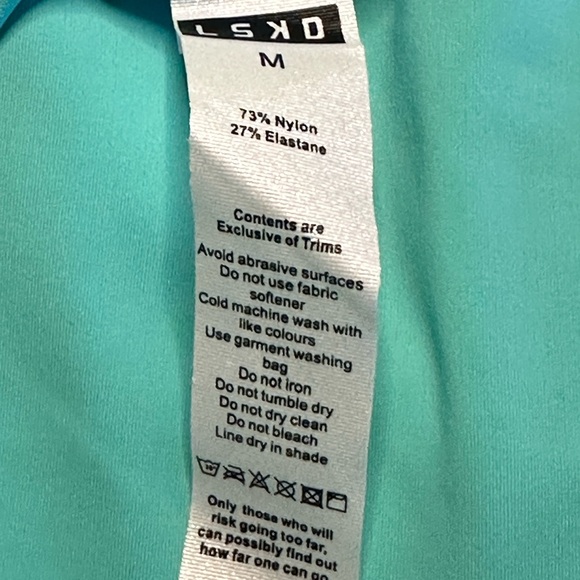 LSKD
M
73% Nylon
27% Elastane
Contents are
Exclusive of Trims
Avoid abrasive surfaces
Do not use fabric
softener
Cold machine wash with
like colours
Use garment washing
bag
Do not iron
Do not tumble dry
Do not dry clean
Do not bleach
Line dry in shade
Only those who will
risk going too far,
can possibly find out
how far one can go